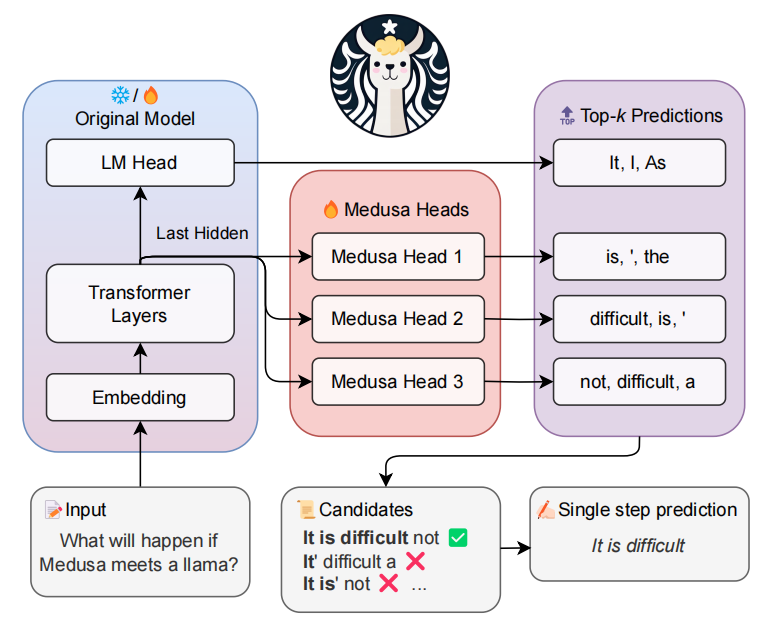 /
Original Model
LM Head
Last Hidden
Transformer
Layers
Embedding
Medusa Heads
Medusa Head 1
Medusa Head 2
Medusa Head 3
TOP Top-k Predictions
It, I, As
is, ', the
difficult, is, '
not, difficult, a
Input
What will happen if
Medusa meets a llama?
Candidates
It is difficult not
It' difficult a
It is' not ...
Single step prediction
It is difficult